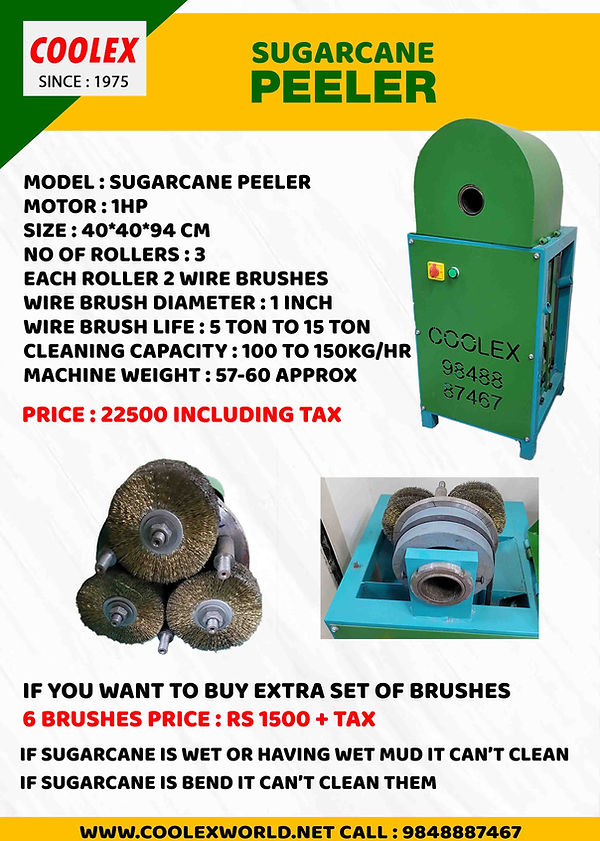 COOLEX
SINCE : 1975
SUGARCANE
PEELER
MODEL : SUGARCANE PEELER
MOTOR : 1HP
SIZE : 40*40*94 CM
NO OF ROLLERS : 3
EACH ROLLER 2 WIRE BRUSHES
WIRE BRUSH DIAMETER : 1 INCH
WIRE BRUSH LIFE : 5 TON TO 15 TON
CLEANING CAPACITY : 100 TO 150KG/HR
MACHINE WEIGHT : 57-60 APPROX
PRICE : 22500 INCLUDING TAX
COOLEX
98488
87467
IF YOU WANT TO BUY EXTRA SET OF BRUSHES
6 BRUSHES PRICE : RS 1500 + TAX
IF SUGARCANE IS WET OR HAVING WET MUD IT CAN'T CLEAN
IF SUGARCANE IS BEND IT CAN'T CLEAN THEM
WWW.COOLEXWORLD.NET CALL : 9848887467